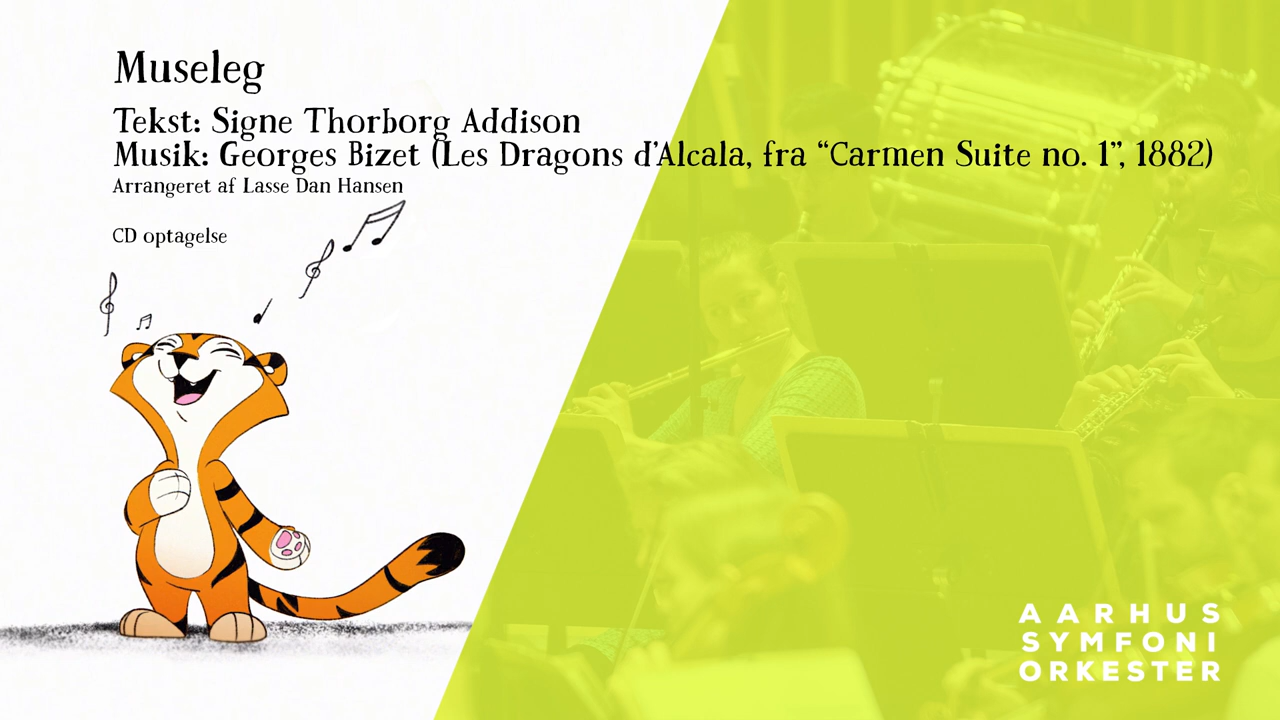 Museleg
Tekst: Signe Thorborg Addison
Musik: Georges Bizet (Les Dragons d'Alcala, fra “Carmen Suite no. 1”, 1882)
Arrangeret af Lasse Dan Hansen
CD optagelse
AARHUS
SYMFONI
ORKESTER